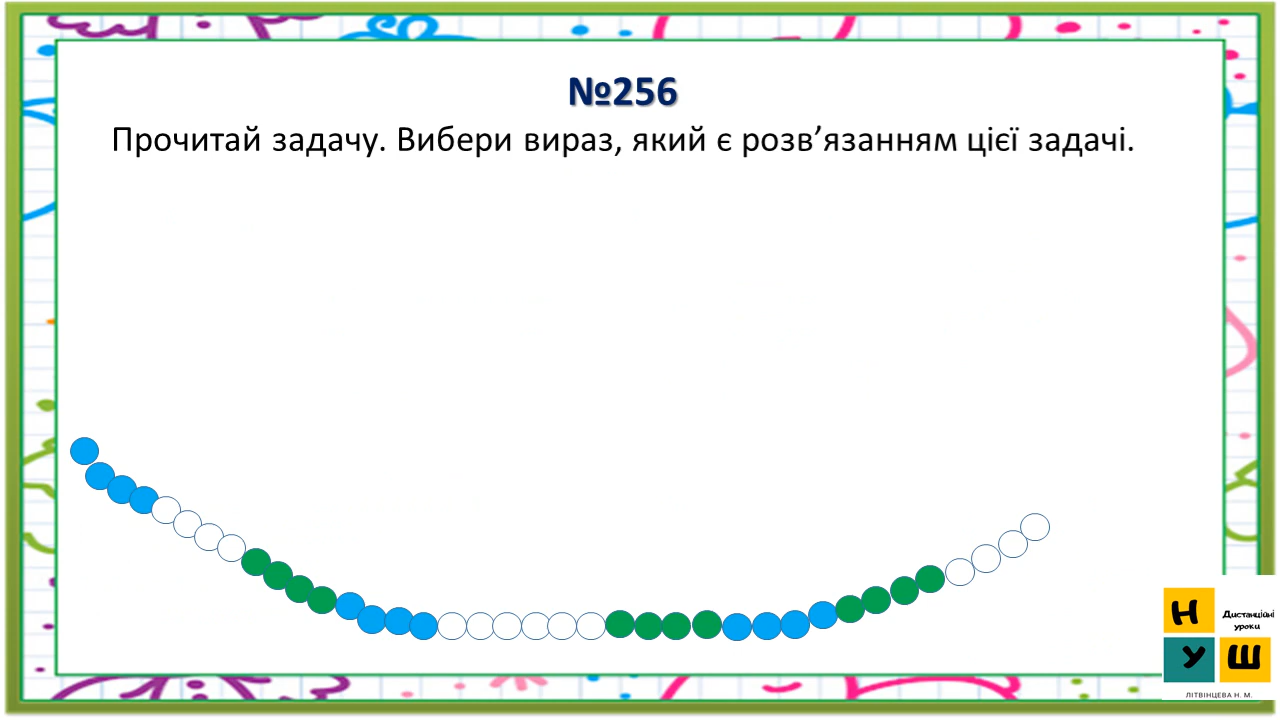 №256
Прочитай задачу. Вибери вираз, який є розв’язанням цієї задачі.
Н
Дистанційні
уроки
У Ш
ЛІТВІНЦЕВА Н. М.